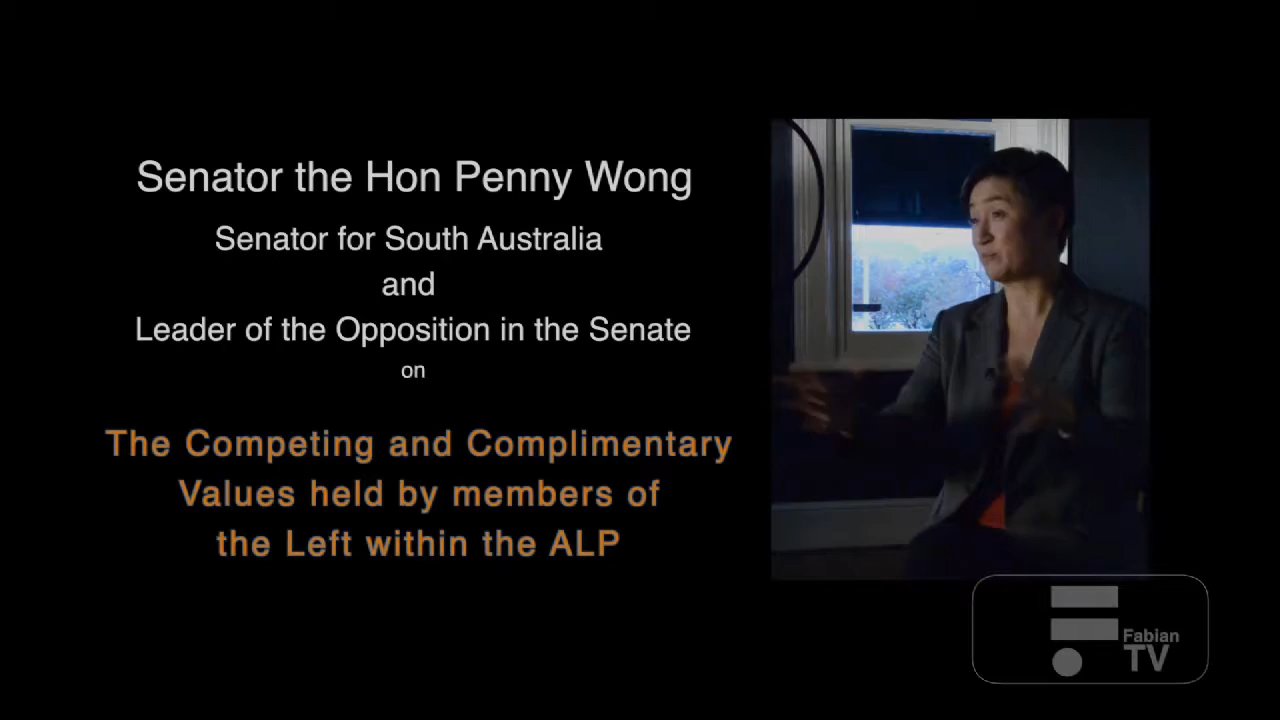 Senator the Hon Penny Wong
Senator for South Australia
and
Leader of the Opposition in the Senate
on
The Competing and Complimentary
Values held by members of
the Left within the ALP
Fabian
TV